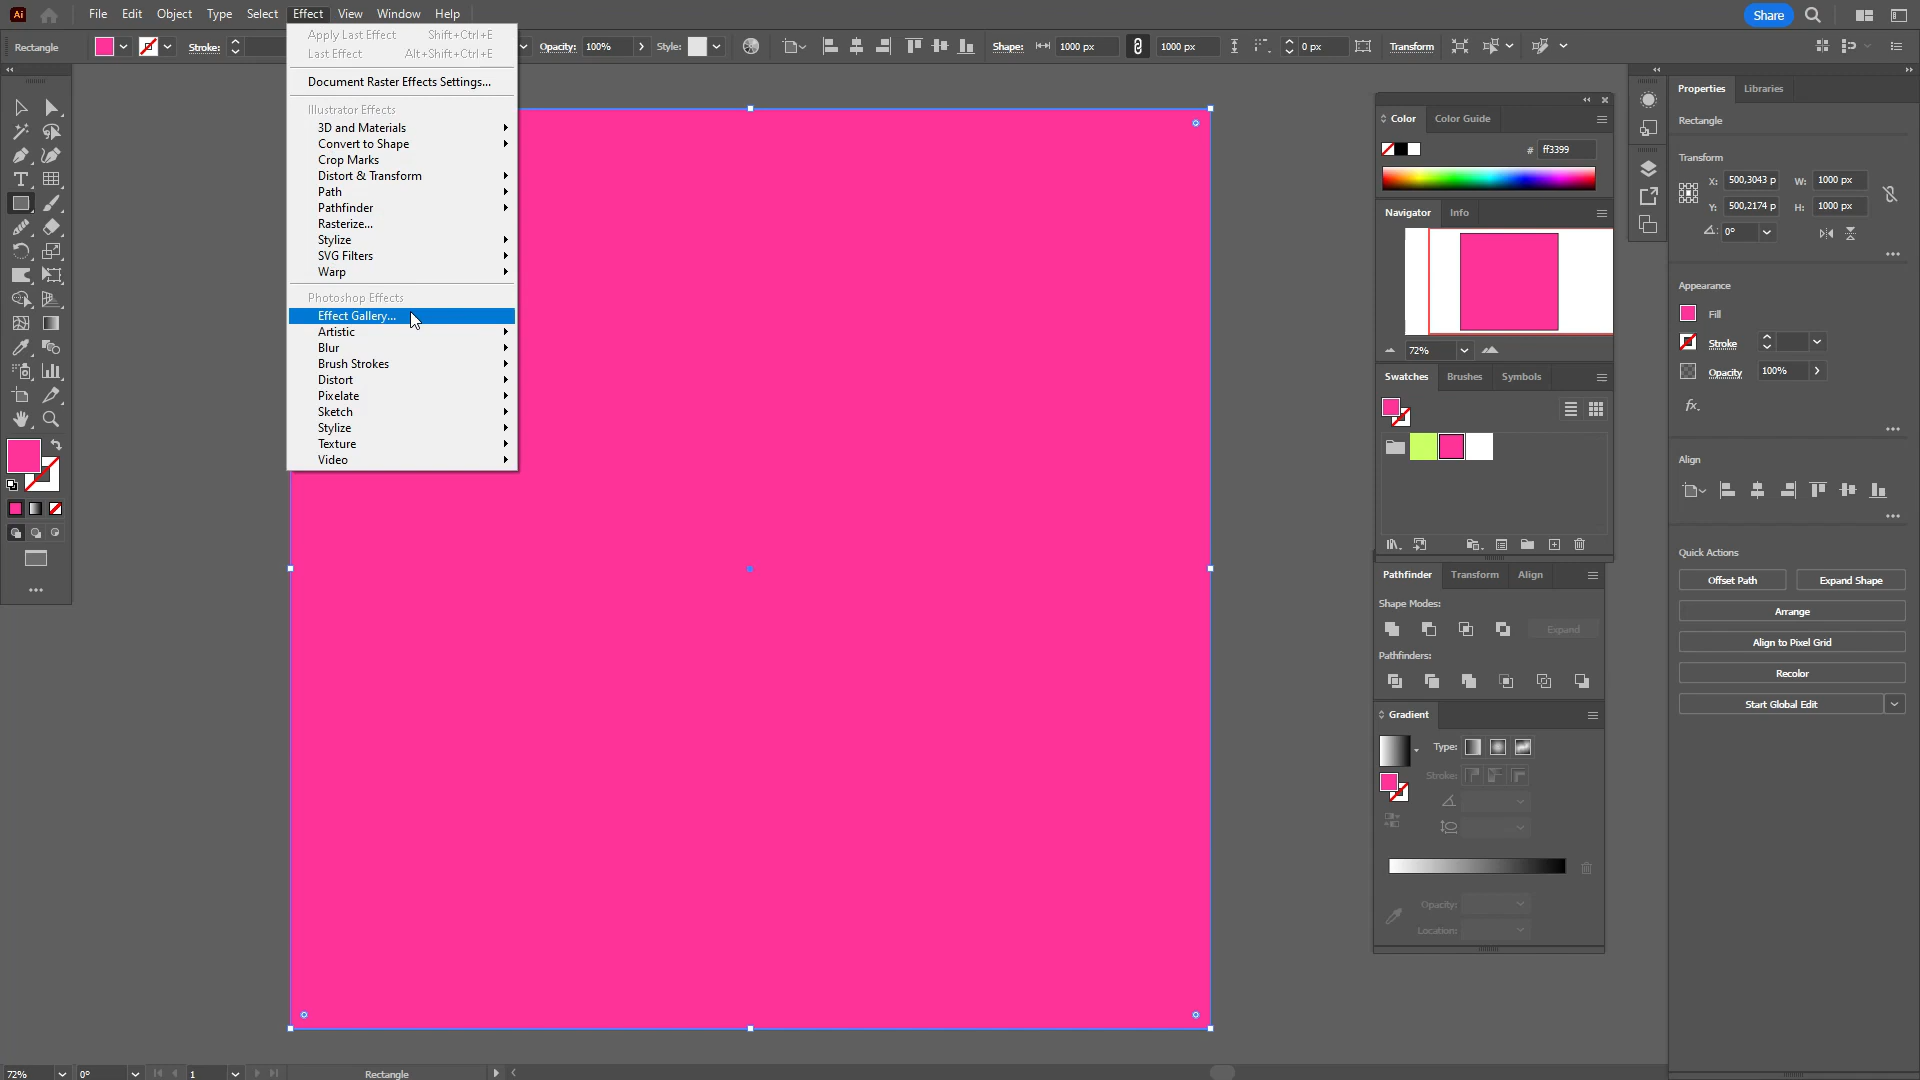 Ai File Edit Object Type Select Effect View Window Help Share
Rectangle Stroke: Opacity: 100% Style: Shape: 1000 px 1000 px 0 px Transform
Apply Last Effect Shift+Ctrl+E
Last Effect Alt+Shift+Ctrl+E
Document Raster Effects Settings...
Illustrator Effects
3D and Materials
Convert to Shape
Crop Marks
Distort & Transform
Path
Pathfinder
Rasterize...
Stylize
SVG Filters
Warp
Photoshop Effects
Effect Gallery...
Artistic
Blur
Brush Strokes
Distort
Pixelate
Sketch
Stylize
Texture
Video
Color Color Guide
# ff3399
Navigator Info
72%
Swatches Brushes Symbols
Pathfinder Transform Align
Shape Modes:
Expand
Pathfinders:
Gradient
Type:
Stroke:
Opacity:
Location:
Properties Libraries
Rectangle
Transform
X: 500,3043 p W: 1000 px
Y: 500,2174 p H: 1000 px
0°
Appearance
Fill
Stroke
Opacity 100%
fx.
Align
Quick Actions
Offset Path Expand Shape
Arrange
Align to Pixel Grid
Recolor
Start Global Edit
72% 0° 1 Rectangle